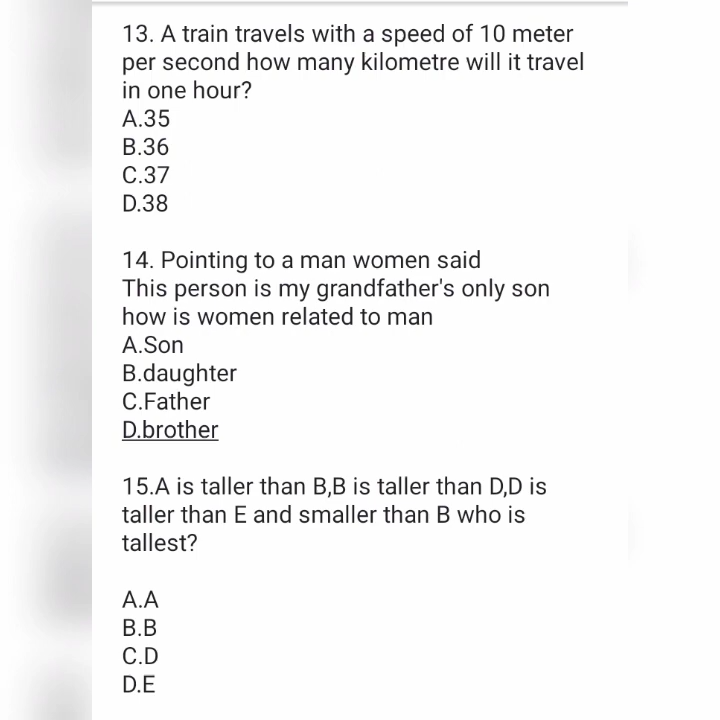 13. A train travels with a speed of 10 meter
per second how many kilometre will it travel
in one hour?
A.35
B.36
C.37
D.38
14. Pointing to a man women said
This person is my grandfather's only son
how is women related to man
A.Son
B.daughter
C.Father
D.brother
15.A is taller than B,B is taller than D,D is
taller than E and smaller than B who is
tallest?
A.A
B.B
C.D
D.E